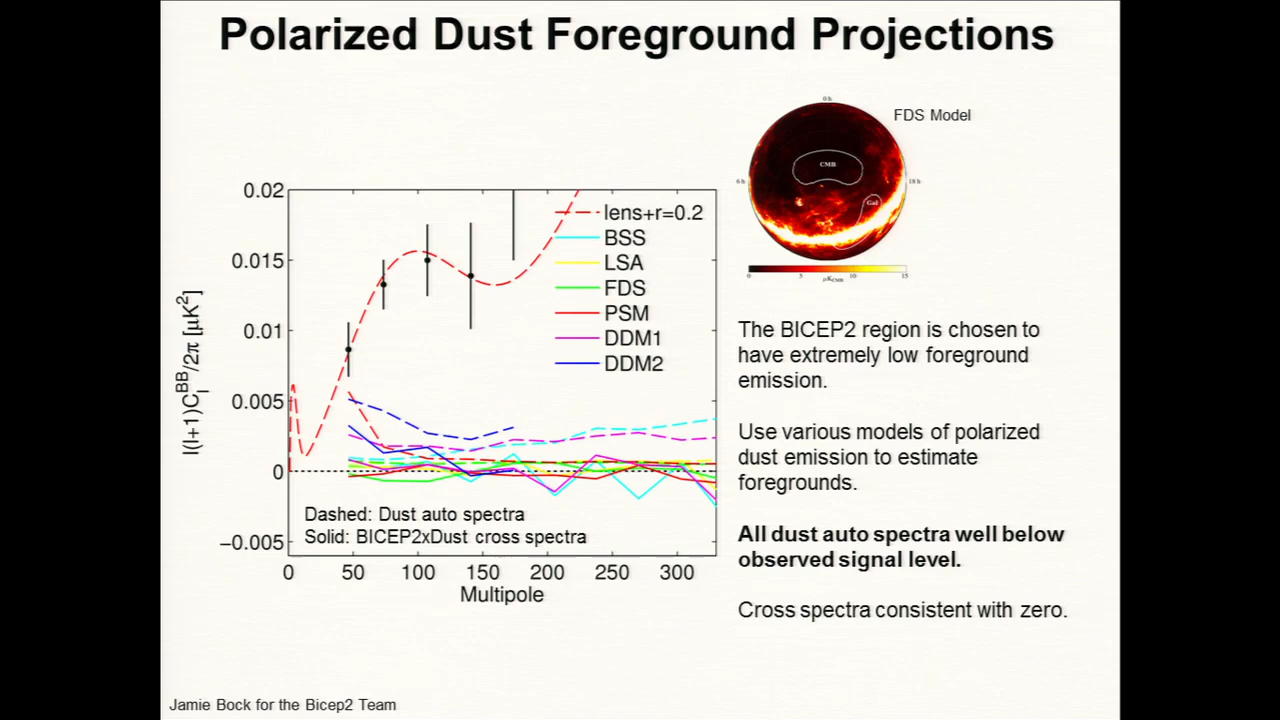 Polarized Dust Foreground Projections
0 h
FDS Model
CMB
6 h
18 h
Gal
0 5 10 15
μK_CMB
0.02
0.015
0.01
0.005
0
−0.005
l(l+1)C_l^BB/2π [μK²]
lens+r=0.2
BSS
LSA
FDS
PSM
DDM1
DDM2
Dashed: Dust auto spectra
Solid: BICEP2xDust cross spectra
0 50 100 150 200 250 300
Multipole
The BICEP2 region is chosen to
have extremely low foreground
emission.
Use various models of polarized
dust emission to estimate
foregrounds.
All dust auto spectra well below
observed signal level.
Cross spectra consistent with zero.
Jamie Bock for the Bicep2 Team